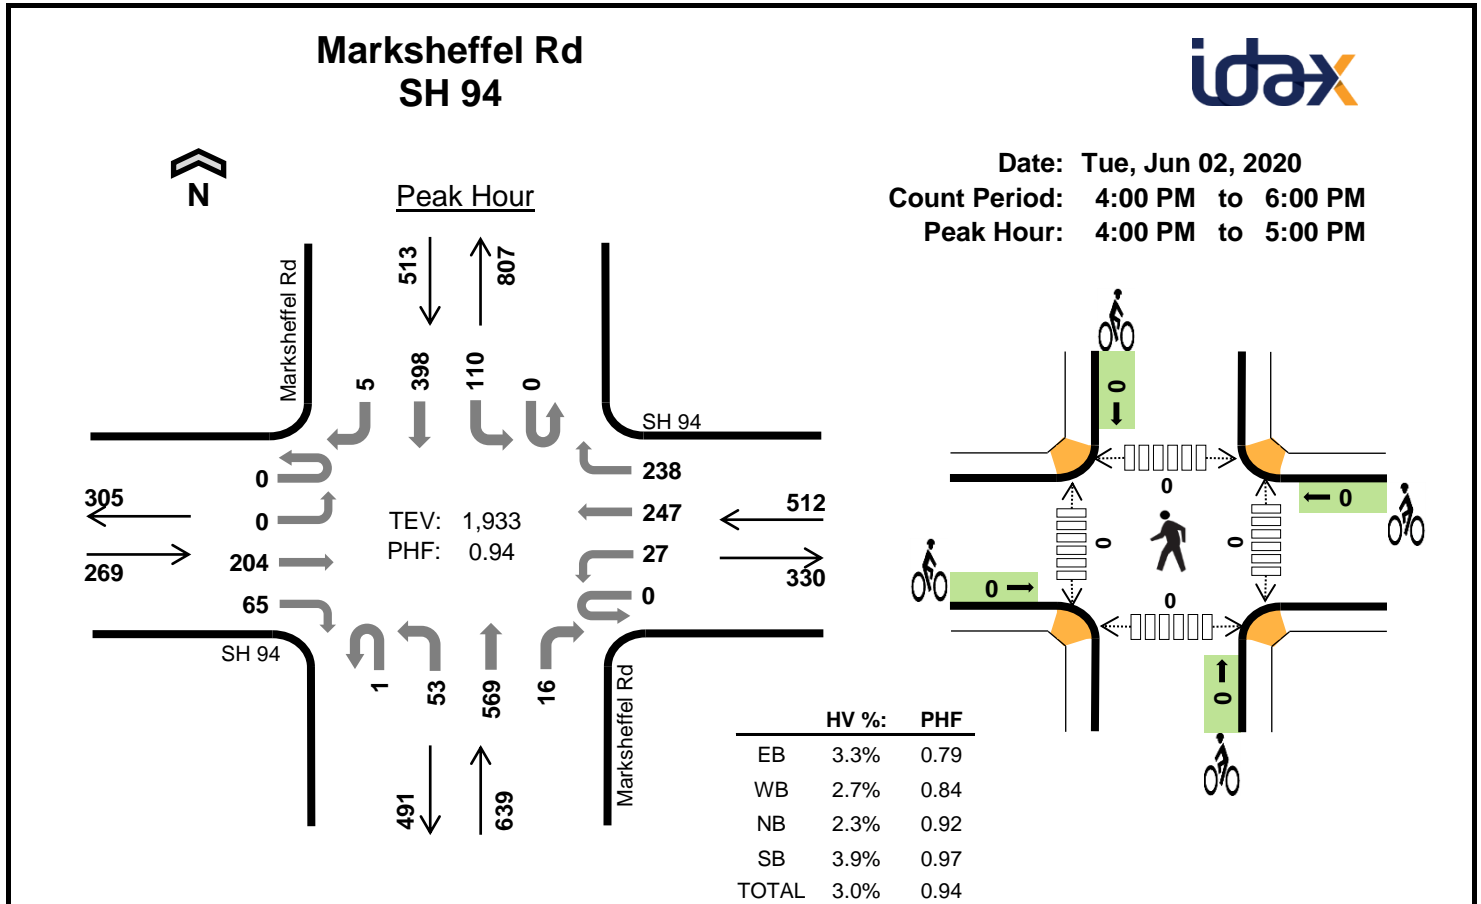 Marksheffel Rd
SH 94
idax
N
Peak Hour
Date: Tue, Jun 02, 2020
Count Period: 4:00 PM to 6:00 PM
Peak Hour: 4:00 PM to 5:00 PM
Marksheffel Rd
513
807
5
398
110
0
SH 94
0
0
204
65
305
269
TEV: 1,933
PHF: 0.94
238
247
27
0
512
330
SH 94
1
53
569
16
Marksheffel Rd
491
639
0
0
0
0
0
0
0
0
HV %: PHF
EB 3.3% 0.79
WB 2.7% 0.84
NB 2.3% 0.92
SB 3.9% 0.97
TOTAL 3.0% 0.94